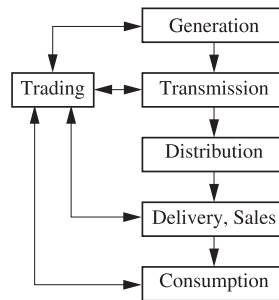 Generation
Trading
Transmission
Distribution
Delivery, Sales
Consumption